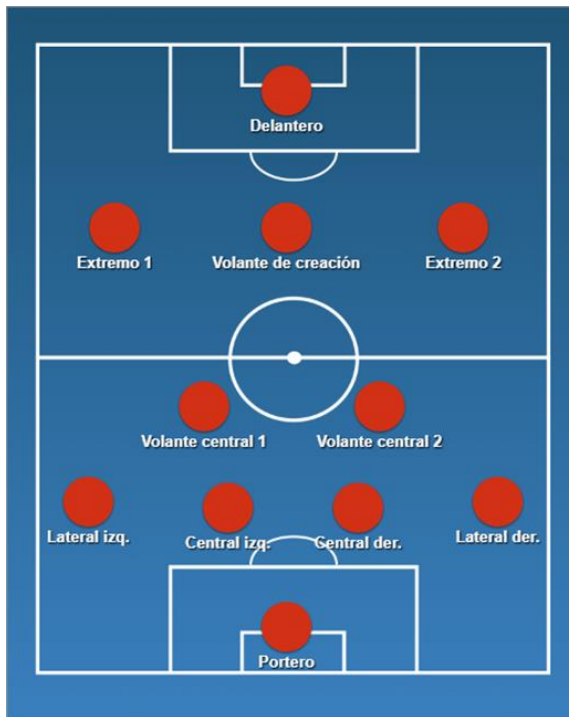 Delantero
Extremo 1
Volante de creación
Extremo 2
Volante central 1
Volante central 2
Lateral izq.
Central izq.
Central der.
Lateral der.
Portero